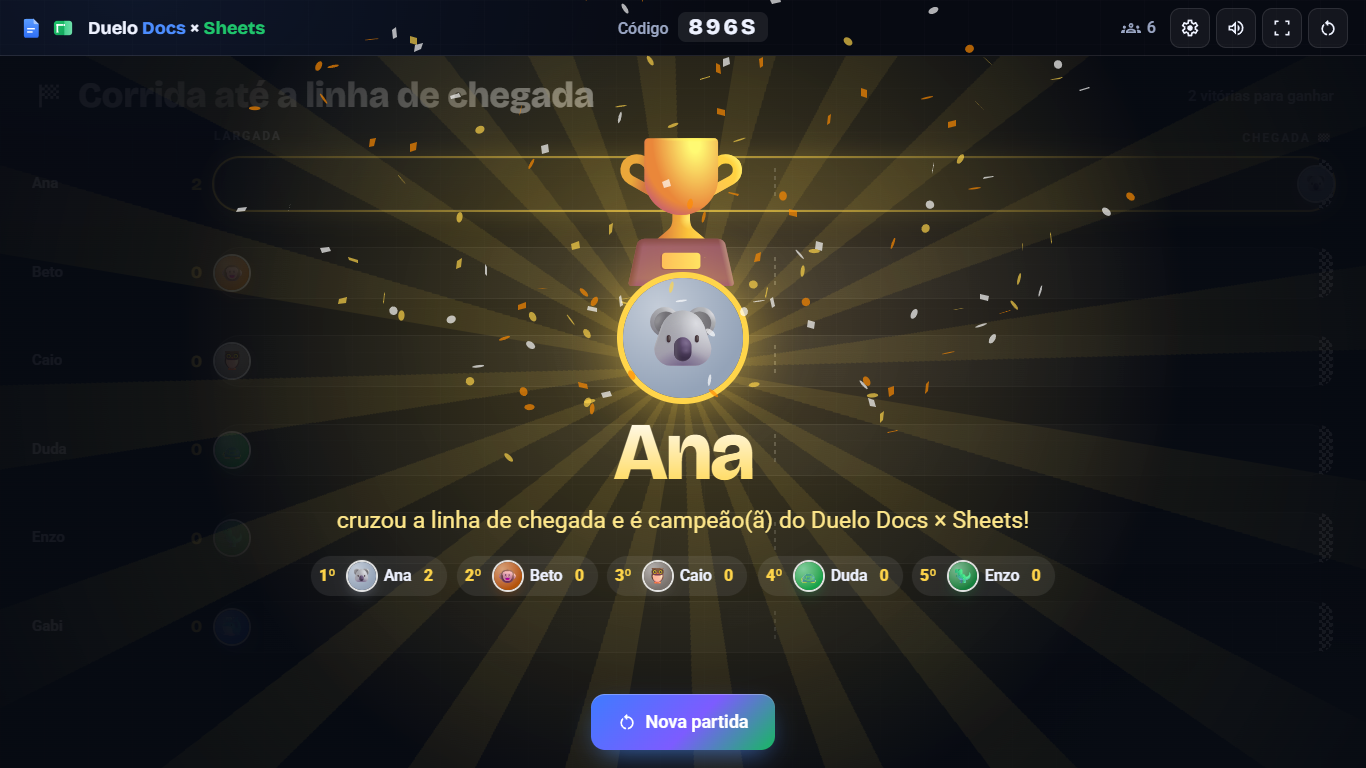 Duelo Docs × Sheets
Código 896S
6
Corrida até a linha de chegada
2 vitórias para ganhar
LARGADA
CHEGADA
Ana 2
Beto 0
Caio 0
Duda 0
Enzo 0
Gabi 0
Ana
cruzou a linha de chegada e é campeão(ã) do Duelo Docs × Sheets!
1º Ana 2 2º Beto 0 3º Caio 0 4º Duda 0 5º Enzo 0
Nova partida